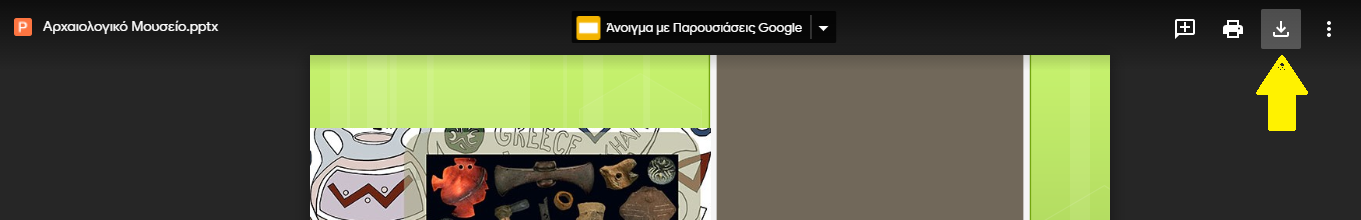 P
Αρχαιολογικό Μουσείο.pptx
Άνοιγμα με Παρουσιάσεις Google
GREECE